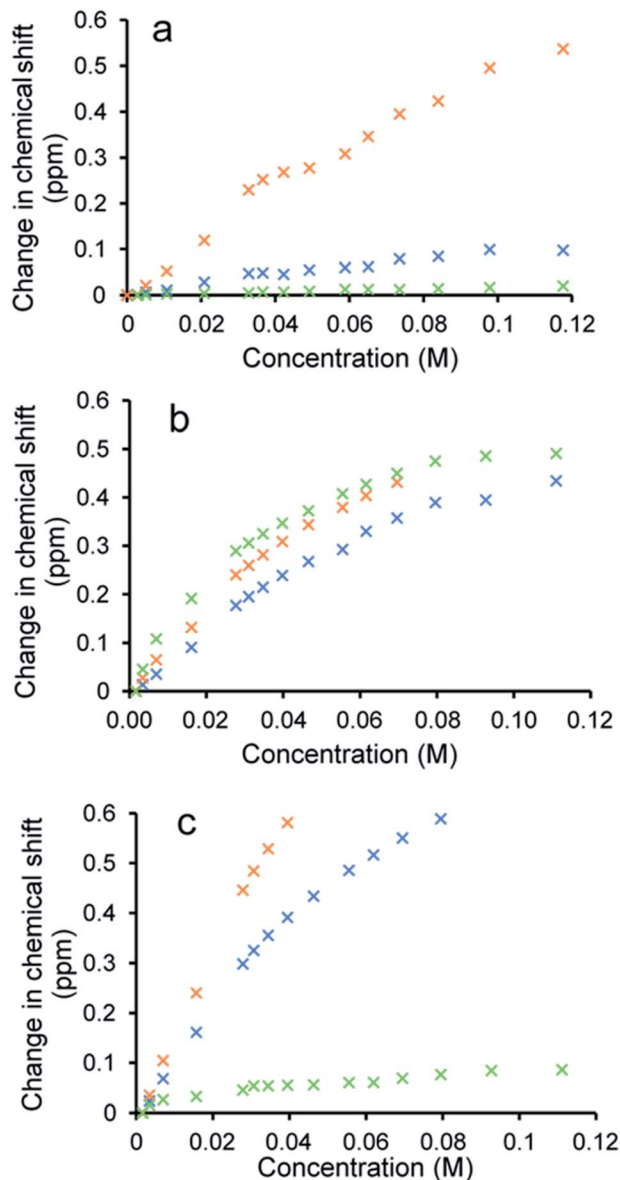 a
0.6
0.5
0.4
0.3
0.2
0.1
0
Change in chemical shift
(ppm)
0 0.02 0.04 0.06 0.08 0.1 0.12
Concentration (M)
b
0.6
0.5
0.4
0.3
0.2
0.1
0
Change in chemical shift
(ppm)
0.00 0.02 0.04 0.06 0.08 0.10 0.12
Concentration (M)
c
0.6
0.5
0.4
0.3
0.2
0.1
0
Change in chemical shift
(ppm)
0 0.02 0.04 0.06 0.08 0.1 0.12
Concentration (M)